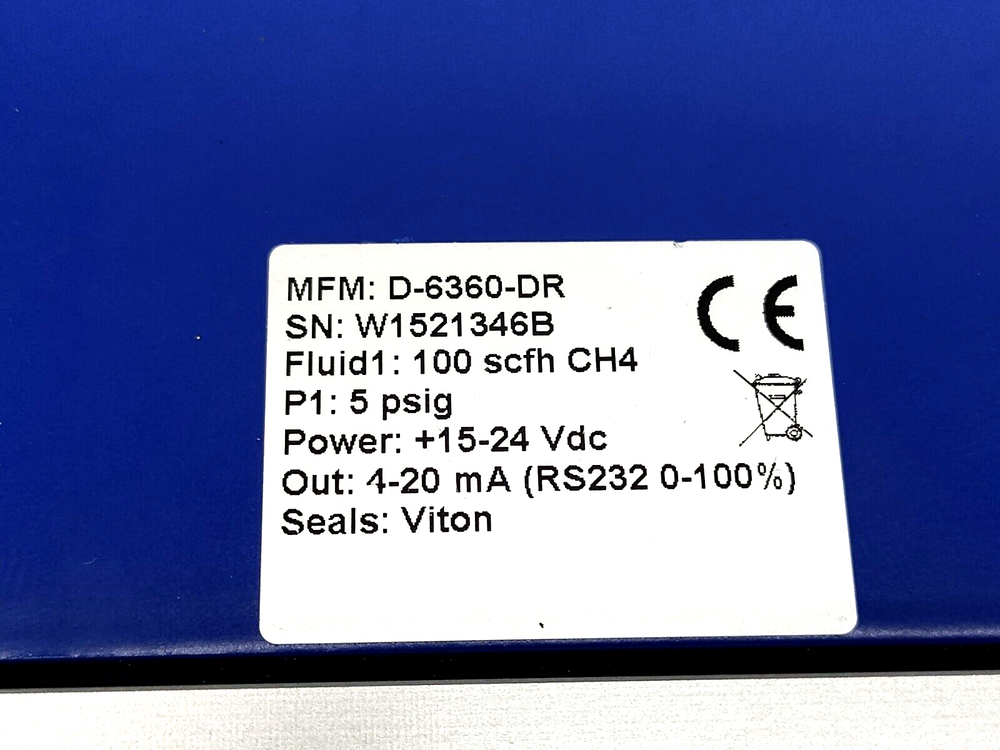 MFM: D-6360-DR
SN: W1521346B
Fluid1: 100 scfh CH4
P1: 5 psig
Power: +15-24 Vdc
Out: 4-20 mA (RS232 0-100%)
Seals: Viton
CE